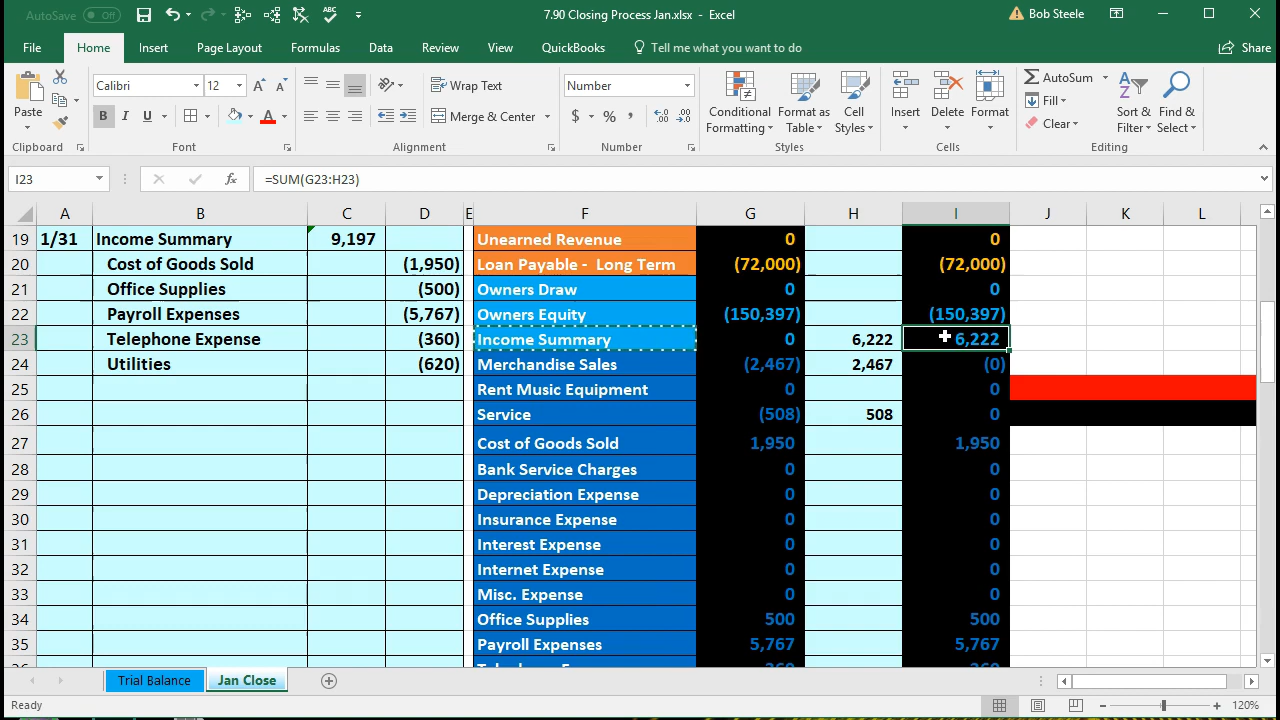 AutoSave Off 7.90 Closing Process Jan.xlsx - Excel Bob Steele
File Home Insert Page Layout Formulas Data Review View QuickBooks Tell me what you want to do Share
Paste Calibri 12 Wrap Text Number Conditional Formatting Format as Table Cell Styles Insert Delete Format AutoSum Sort & Filter Find & Select
B I U A Merge & Center $ % , Fill
Clear
Clipboard Font Alignment Number Styles Cells Editing
I23 fx =SUM(G23:H23)
A B C D E F G H I J K L
19 1/31 Income Summary 9,197 Unearned Revenue 0 0
20 Cost of Goods Sold (1,950) Loan Payable - Long Term (72,000) (72,000)
21 Office Supplies (500) Owners Draw 0 0
22 Payroll Expenses (5,767) Owners Equity (150,397) (150,397)
23 Telephone Expense (360) Income Summary 0 6,222 6,222
24 Utilities (620) Merchandise Sales (2,467) 2,467 (0)
25 Rent Music Equipment 0 0
26 Service (508) 508 0
27 Cost of Goods Sold 1,950 1,950
28 Bank Service Charges 0 0
29 Depreciation Expense 0 0
30 Insurance Expense 0 0
31 Interest Expense 0 0
32 Internet Expense 0 0
33 Misc. Expense 0 0
34 Office Supplies 500 500
35 Payroll Expenses 5,767 5,767
Trial Balance Jan Close
Ready 120%